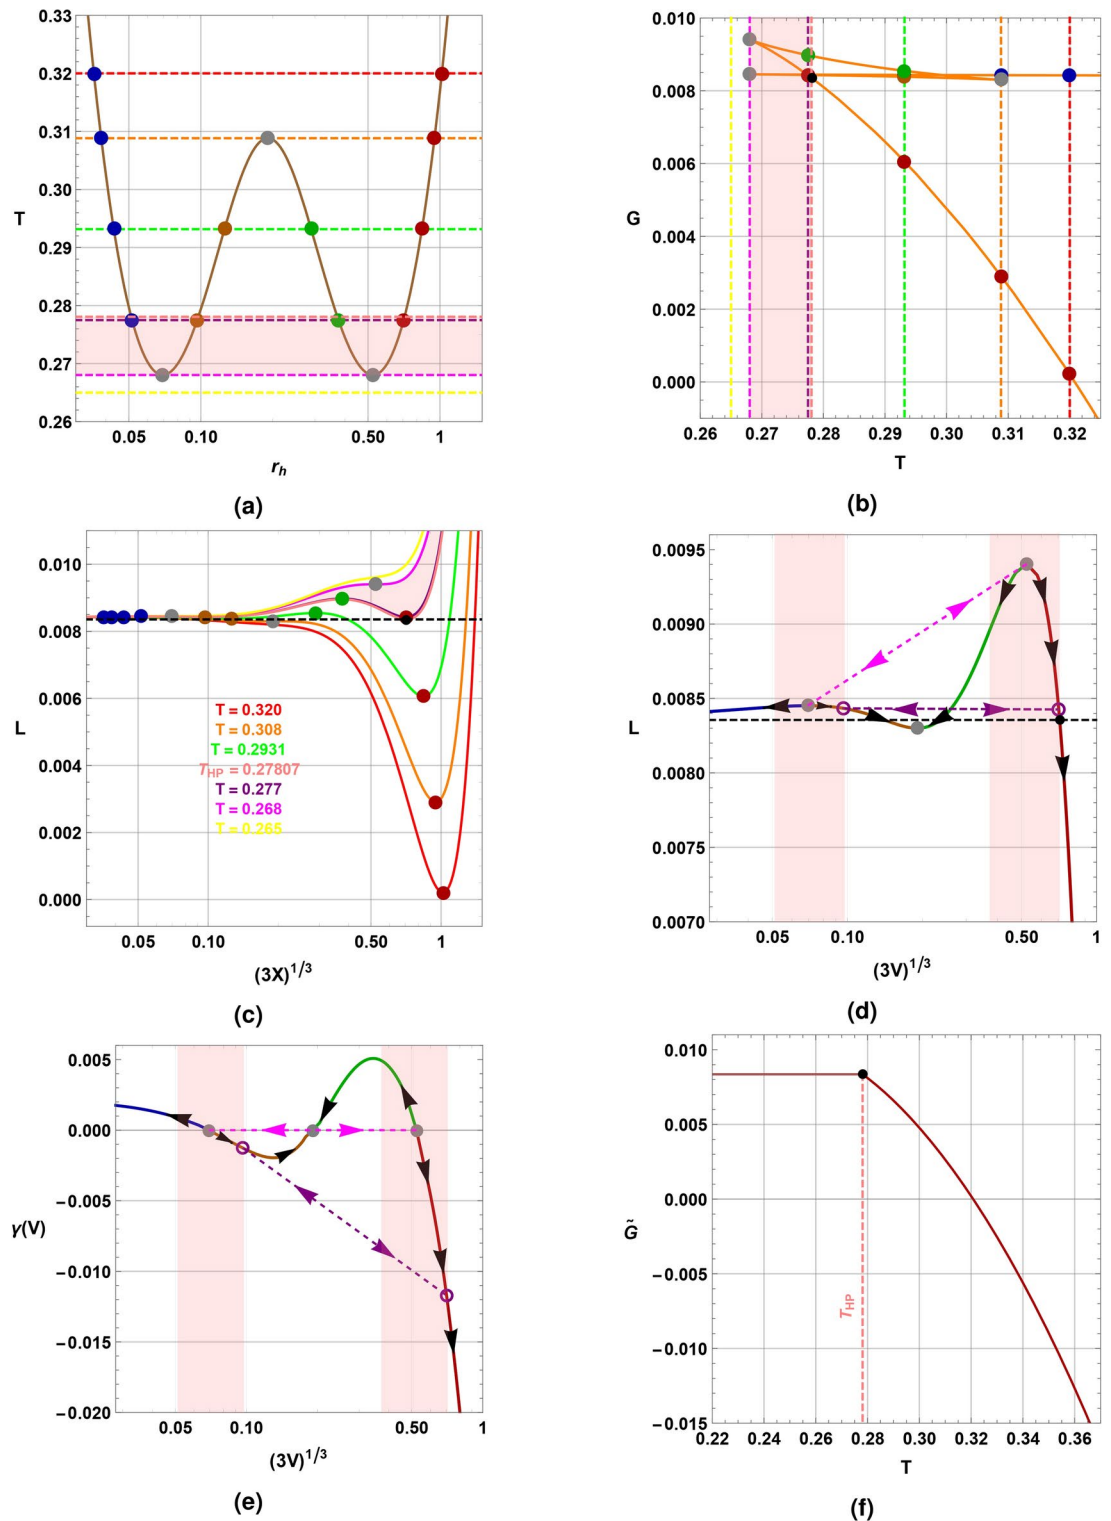 0.33
0.32
0.31
0.30
T
0.29
0.28
0.27
0.26
0.05 0.10 0.50 1
r_h
(a)
0.010
0.008
0.006
G
0.004
0.002
0.000
0.26 0.27 0.28 0.29 0.30 0.31 0.32
T
(b)
0.010
0.008
0.006
L
0.004
0.002
0.000
T = 0.320
T = 0.308
T = 0.2931
T_HP = 0.27807
T = 0.277
T = 0.268
T = 0.265
0.05 0.10 0.50 1
(3X)^1/3
(c)
0.0095
0.0090
0.0085
L
0.0080
0.0075
0.0070
0.05 0.10 0.50 1
(3V)^1/3
(d)
0.005
0.000
−0.005
γ(V)
−0.010
−0.015
−0.020
0.05 0.10 0.50 1
(3V)^1/3
(e)
0.010
0.005
0.000
G̃
−0.005
−0.010
−0.015
T_HP
0.22 0.24 0.26 0.28 0.30 0.32 0.34 0.36
T
(f)